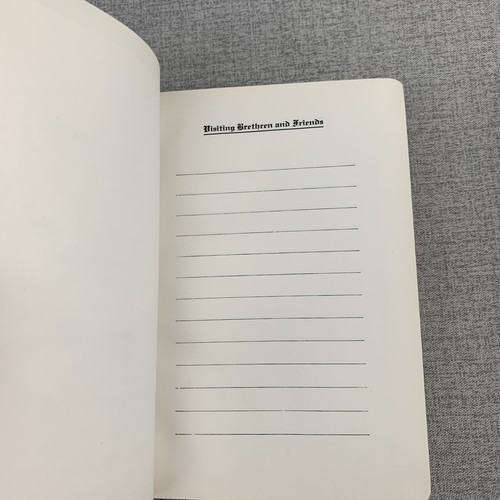 Visiting Brethren and Friends